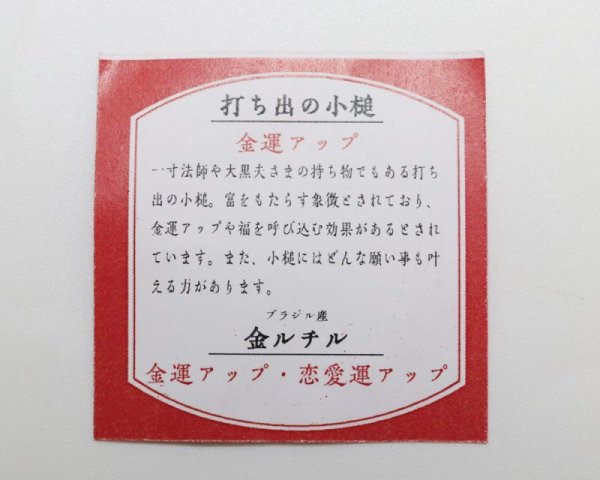 打ち出の小槌
金運アップ
一寸法師や大黒天さまの持ち物でもある打ち
出の小槌。富をもたらす象徴とされており、
金運アップや福を呼び込む効果があるとされ
ています。また、小槌にはどんな願い事も叶
える力があります。
ブラジル産
金ルチル
金運アップ・恋愛運アップ